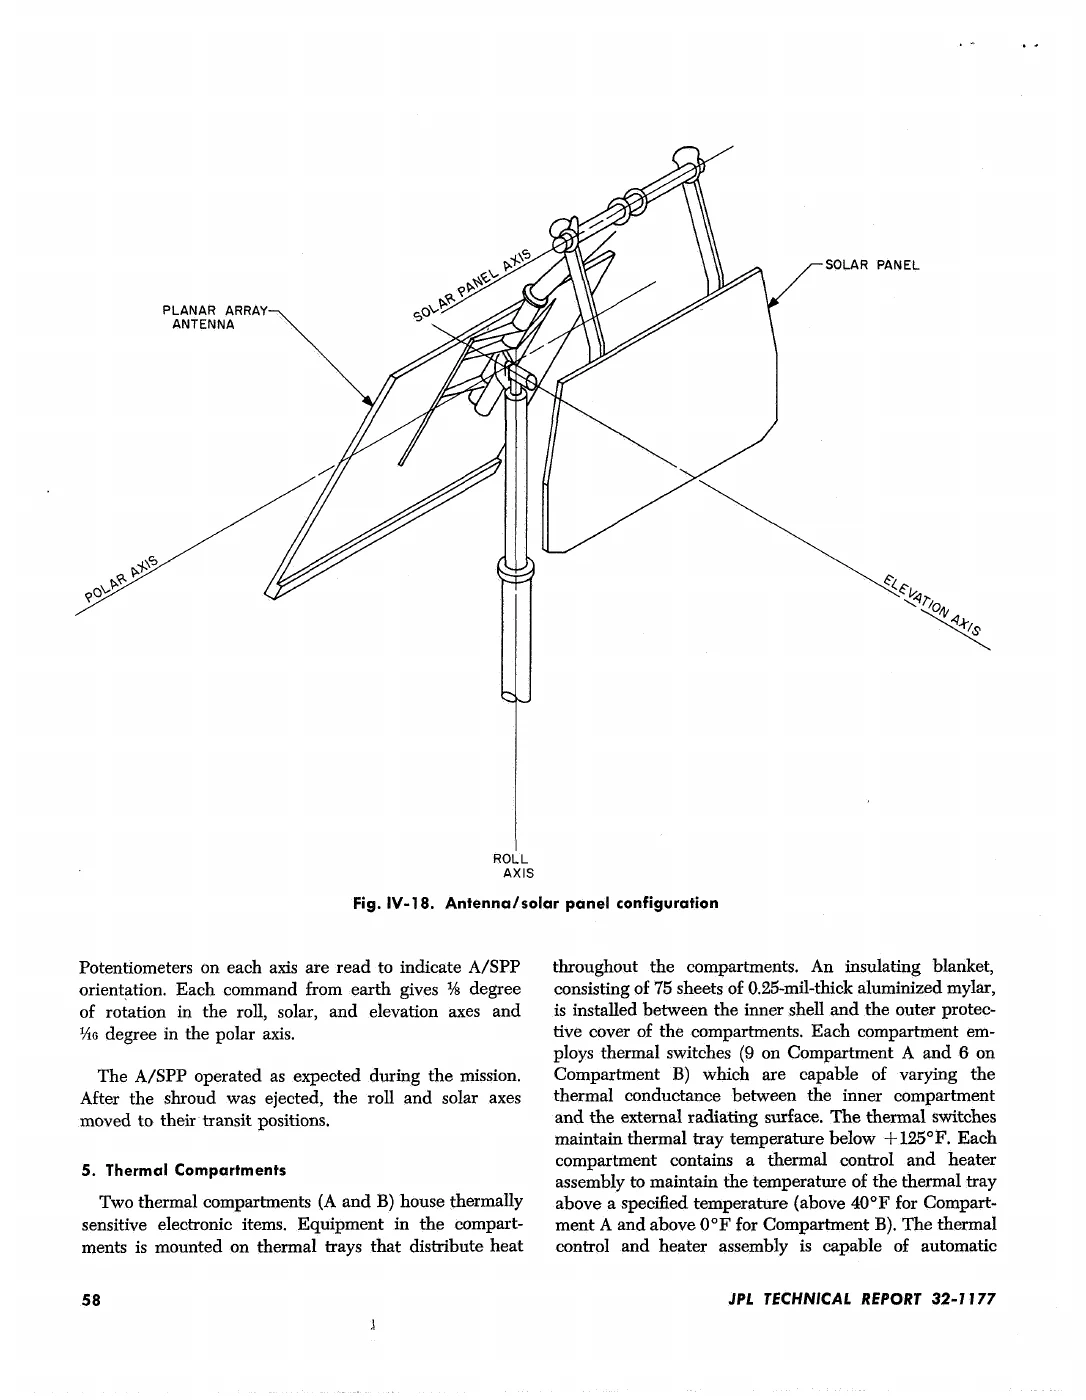 SOLAR PANEL AXIS
SOLAR PANEL
PLANAR ARRAY
ANTENNA
POLAR AXIS
ELEVATION AXIS
ROLL
AXIS
Fig. IV-18. Antenna/solar panel configuration
Potentiometers on each axis are read to indicate A/SPP
orientation. Each command from earth gives ⅛ degree
of rotation in the roll, solar, and elevation axes and
1/16 degree in the polar axis.
The A/SPP operated as expected during the mission.
After the shroud was ejected, the roll and solar axes
moved to their transit positions.
5. Thermal Compartments
Two thermal compartments (A and B) house thermally
sensitive electronic items. Equipment in the compart-
ments is mounted on thermal trays that distribute heat
throughout the compartments. An insulating blanket,
consisting of 75 sheets of 0.25-mil-thick aluminized mylar,
is installed between the inner shell and the outer protec-
tive cover of the compartments. Each compartment em-
ploys thermal switches (9 on Compartment A and 6 on
Compartment B) which are capable of varying the
thermal conductance between the inner compartment
and the external radiating surface. The thermal switches
maintain thermal tray temperature below +125°F. Each
compartment contains a thermal control and heater
assembly to maintain the temperature of the thermal tray
above a specified temperature (above 40°F for Compart-
ment A and above 0°F for Compartment B). The thermal
control and heater assembly is capable of automatic
58
JPL TECHNICAL REPORT 32-1177